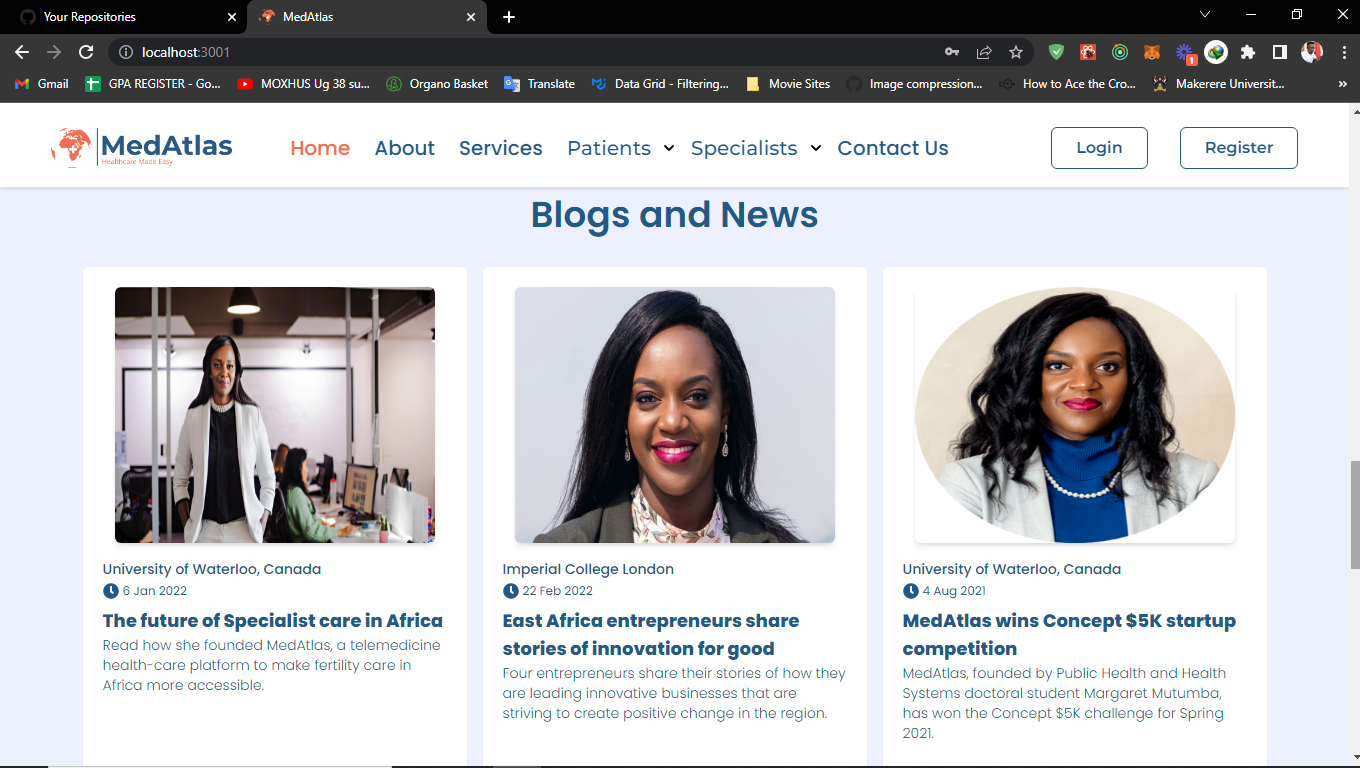 Your Repositories
MedAtlas
localhost:3001
1
Gmail
GPA REGISTER - Go...
MOXHUS Ug 38 su...
Organo Basket
Translate
Data Grid - Filtering...
Movie Sites
Image compression...
How to Ace the Cro...
Makerere Universit...
»
MedAtlas
Healthcare Made Easy
Home
About
Services
Patients
Specialists
Contact Us
Login
Register
Blogs and News
University of Waterloo, Canada
6 Jan 2022
The future of Specialist care in Africa
Read how she founded MedAtlas, a telemedicine
health-care platform to make fertility care in
Africa more accessible.
Imperial College London
22 Feb 2022
East Africa entrepreneurs share
stories of innovation for good
Four entrepreneurs share their stories of how they
are leading innovative businesses that are
striving to create positive change in the region.
University of Waterloo, Canada
4 Aug 2021
MedAtlas wins Concept $5K startup
competition
MedAtlas, founded by Public Health and Health
Systems doctoral student Margaret Mutumba,
has won the Concept $5K challenge for Spring
2021.